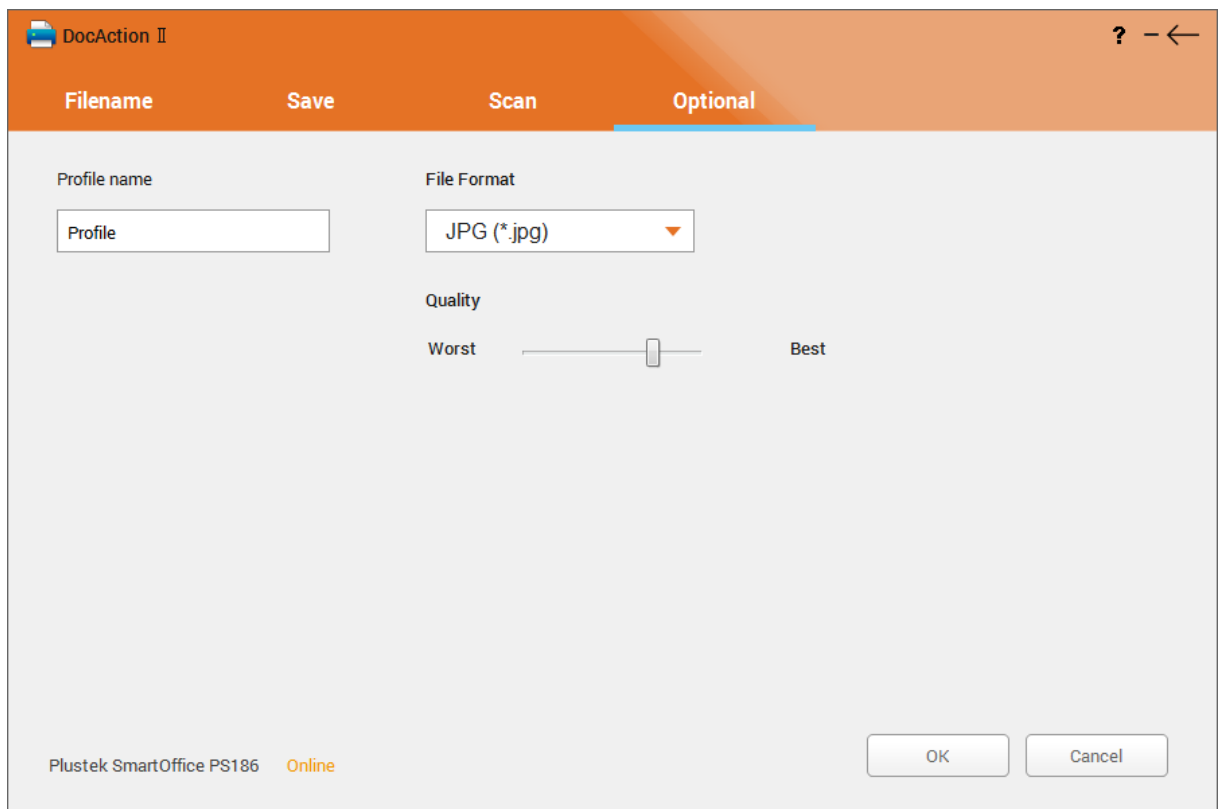 DocAction Ⅱ
? −
Filename Save Scan Optional
Profile name File Format
Profile JPG (*.jpg)
Quality
Worst Best
OK Cancel
Plustek SmartOffice PS186 Online